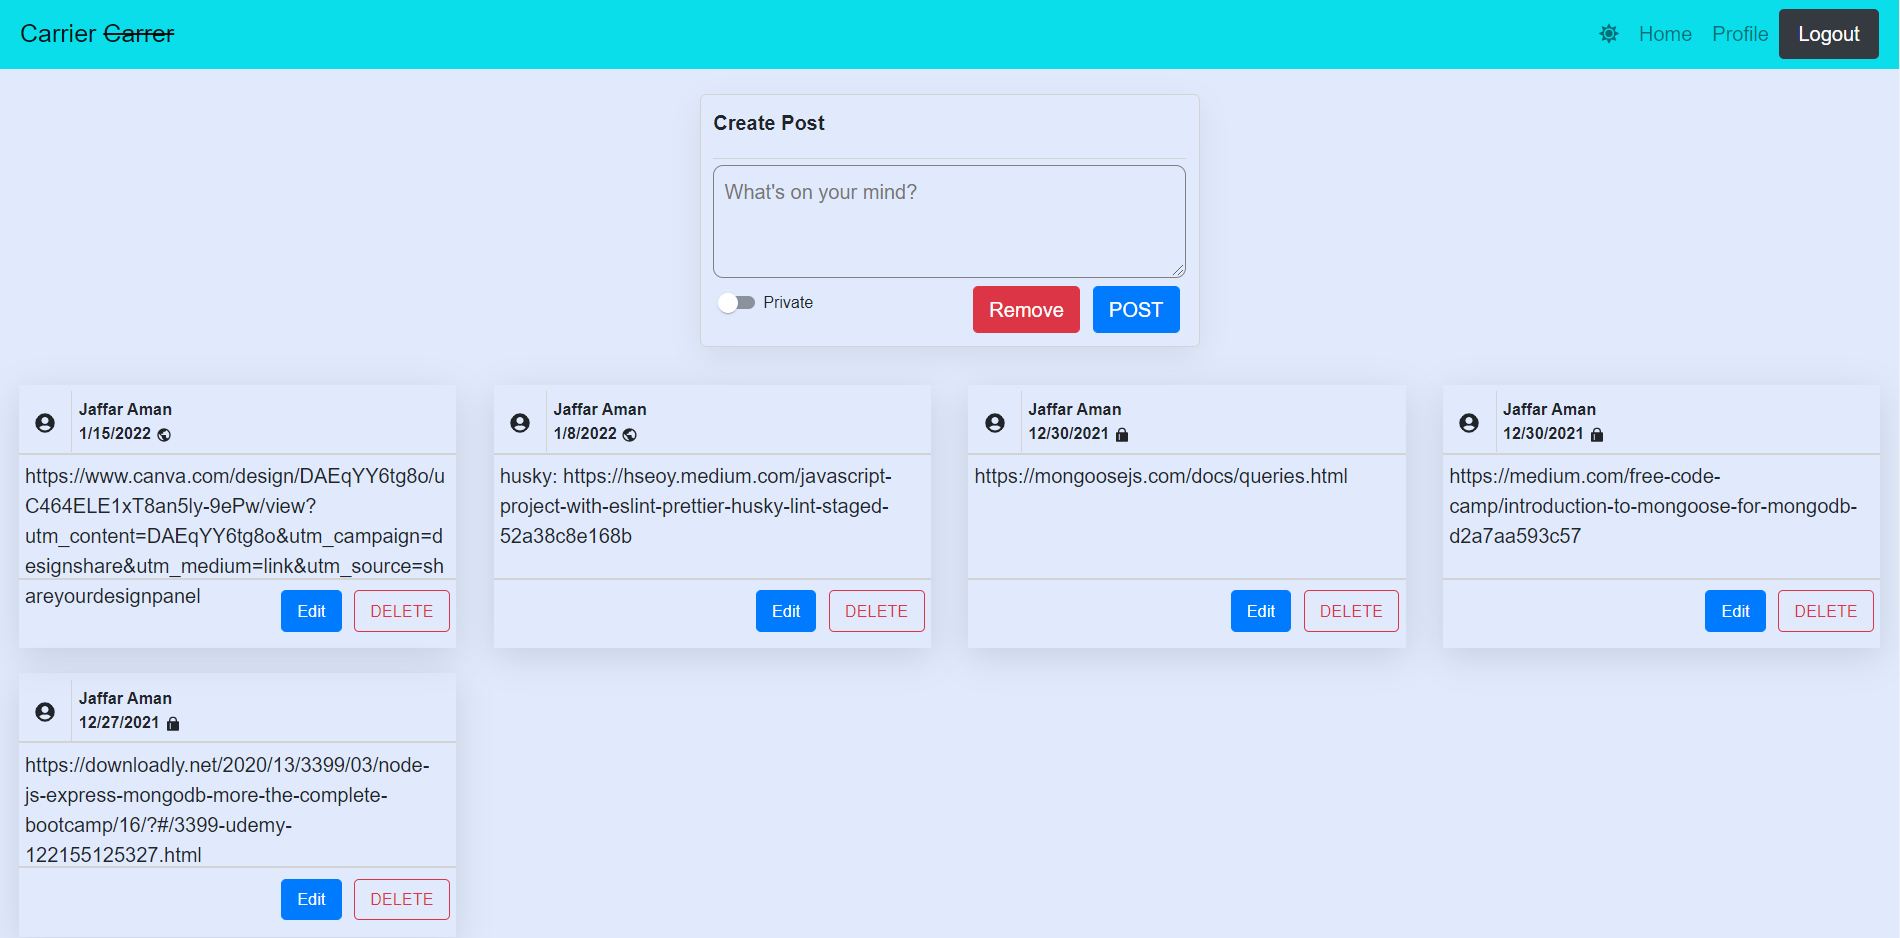 Carrier Carrer
Home Profile Logout
Create Post
What's on your mind?
Private
Remove POST
Jaffar Aman
1/15/2022
https://www.canva.com/design/DAEqYY6tg8o/u
C464ELE1xT8an5ly-9ePw/view?
utm_content=DAEqYY6tg8o&utm_campaign=d
esignshare&utm_medium=link&utm_source=sh
areyourdesignpanel
Edit DELETE
Jaffar Aman
1/8/2022
husky: https://hseoy.medium.com/javascript-
project-with-eslint-prettier-husky-lint-staged-
52a38c8e168b
Edit DELETE
Jaffar Aman
12/30/2021
https://mongoosejs.com/docs/queries.html
Edit DELETE
Jaffar Aman
12/30/2021
https://medium.com/free-code-
camp/introduction-to-mongoose-for-mongodb-
d2a7aa593c57
Edit DELETE
Jaffar Aman
12/27/2021
https://downloadly.net/2020/13/3399/03/node-
js-express-mongodb-more-the-complete-
bootcamp/16/?#/3399-udemy-
122155125327.html
Edit DELETE